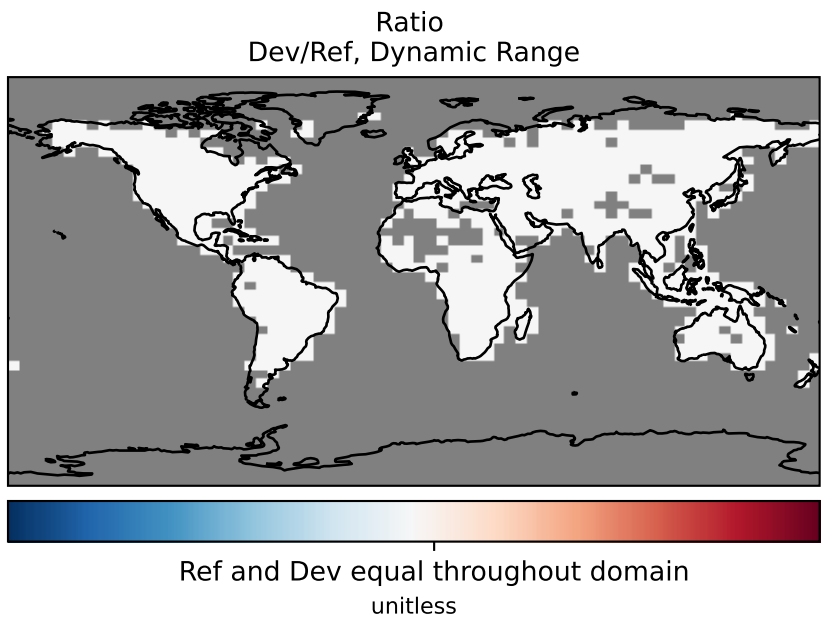 Ratio
Dev/Ref, Dynamic Range
Ref and Dev equal throughout domain
unitless